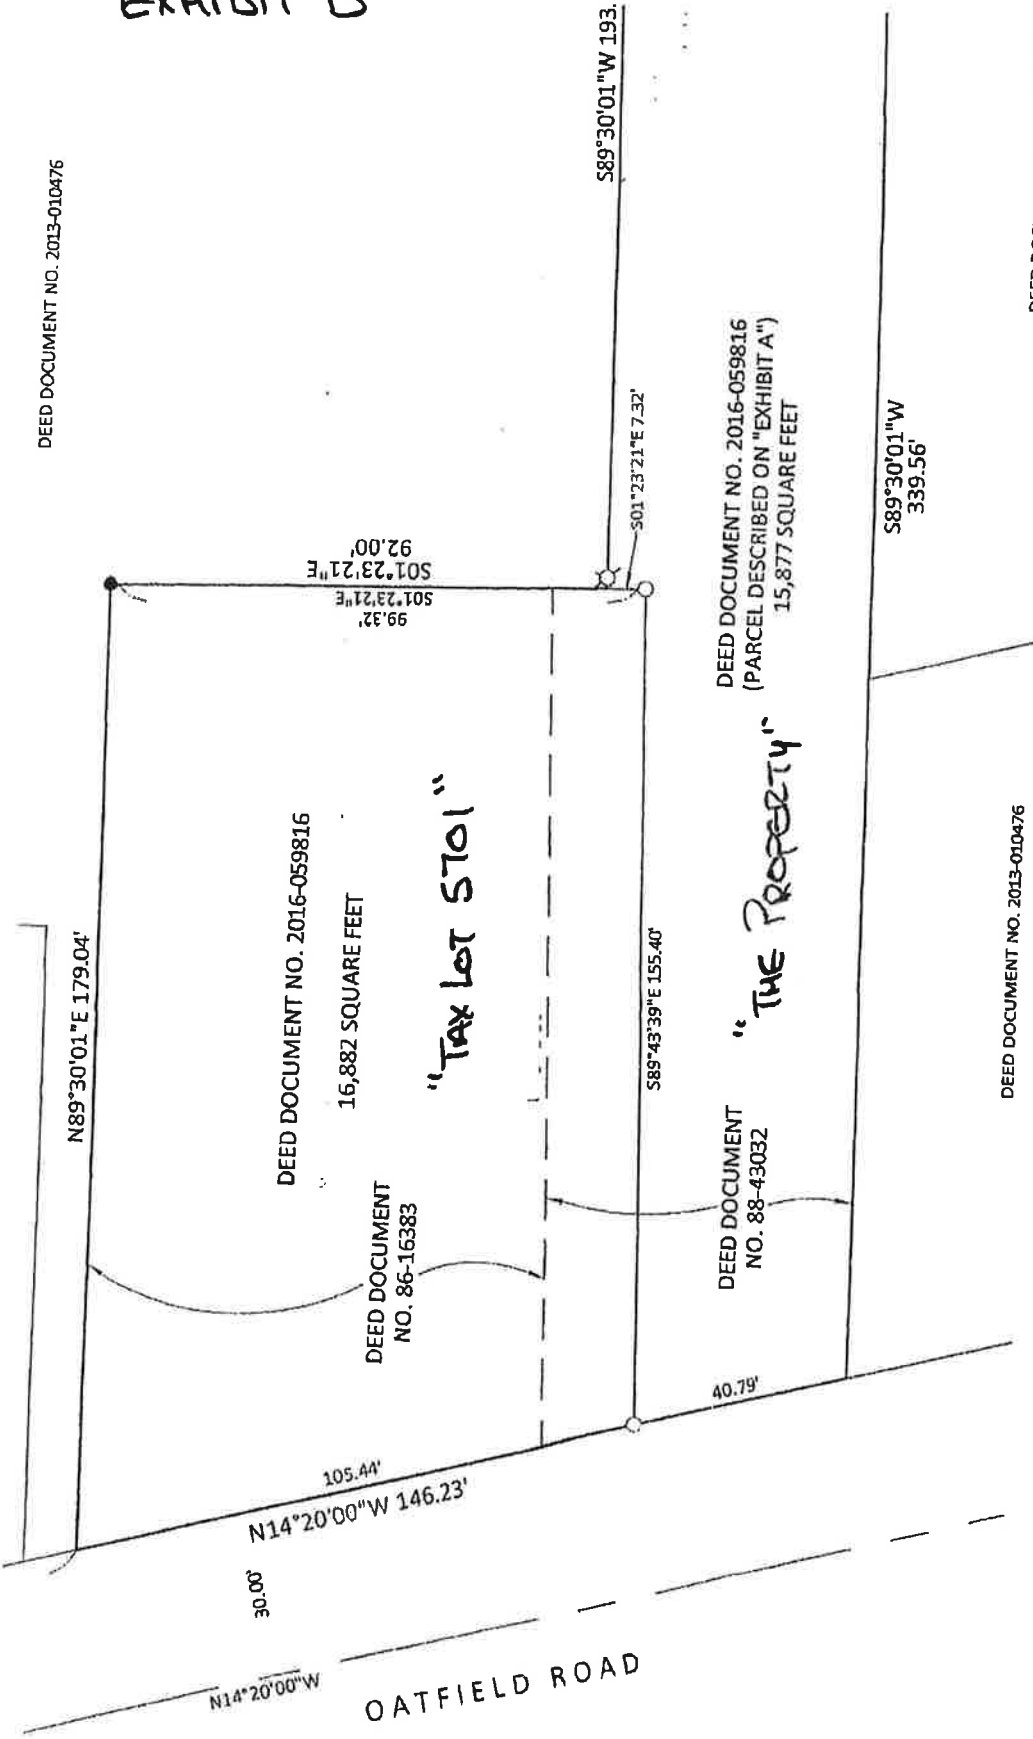 EXHIBIT B
DEED DOCUMENT NO. 2013-010476
S89°30'01"W 193.
N89°30'01"E 179.04'
S01°23'21"E
92.00'
S01°23'21"E
99.32'
S01°23'21"E 7.32'
DEED DOCUMENT NO. 2016-059816
16,882 SQUARE FEET
"TAX LOT 5701"
DEED DOCUMENT
NO. 86-16383
S89°43'39"E 155.40'
DEED DOCUMENT NO. 2016-059816
(PARCEL DESCRIBED ON "EXHIBIT A")
15,877 SQUARE FEET
"THE PROPERTY"
DEED DOCUMENT
NO. 88-43032
S89°30'01"W
339.56'
DEED DOCUMENT NO. 2013-010476
40.79'
105.44'
N14°20'00"W 146.23'
30.00'
N14°20'00"W
OATFIELD ROAD